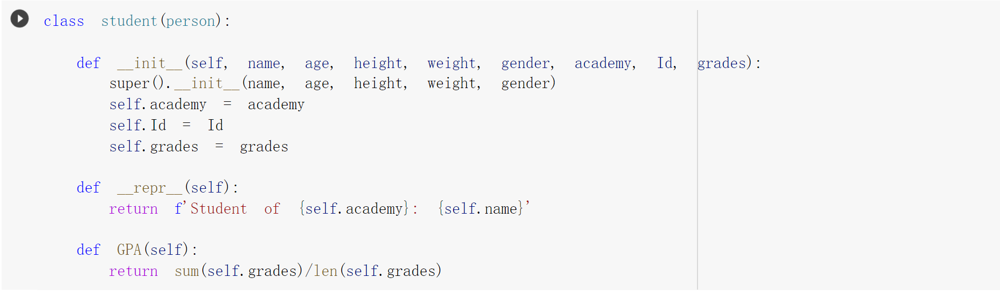 class student(person):
def __init__(self, name, age, height, weight, gender, academy, Id, grades):
super().__init__(name, age, height, weight, gender)
self.academy = academy
self.Id = Id
self.grades = grades
def __repr__(self):
return f'Student of {self.academy}: {self.name}'
def GPA(self):
return sum(self.grades)/len(self.grades)